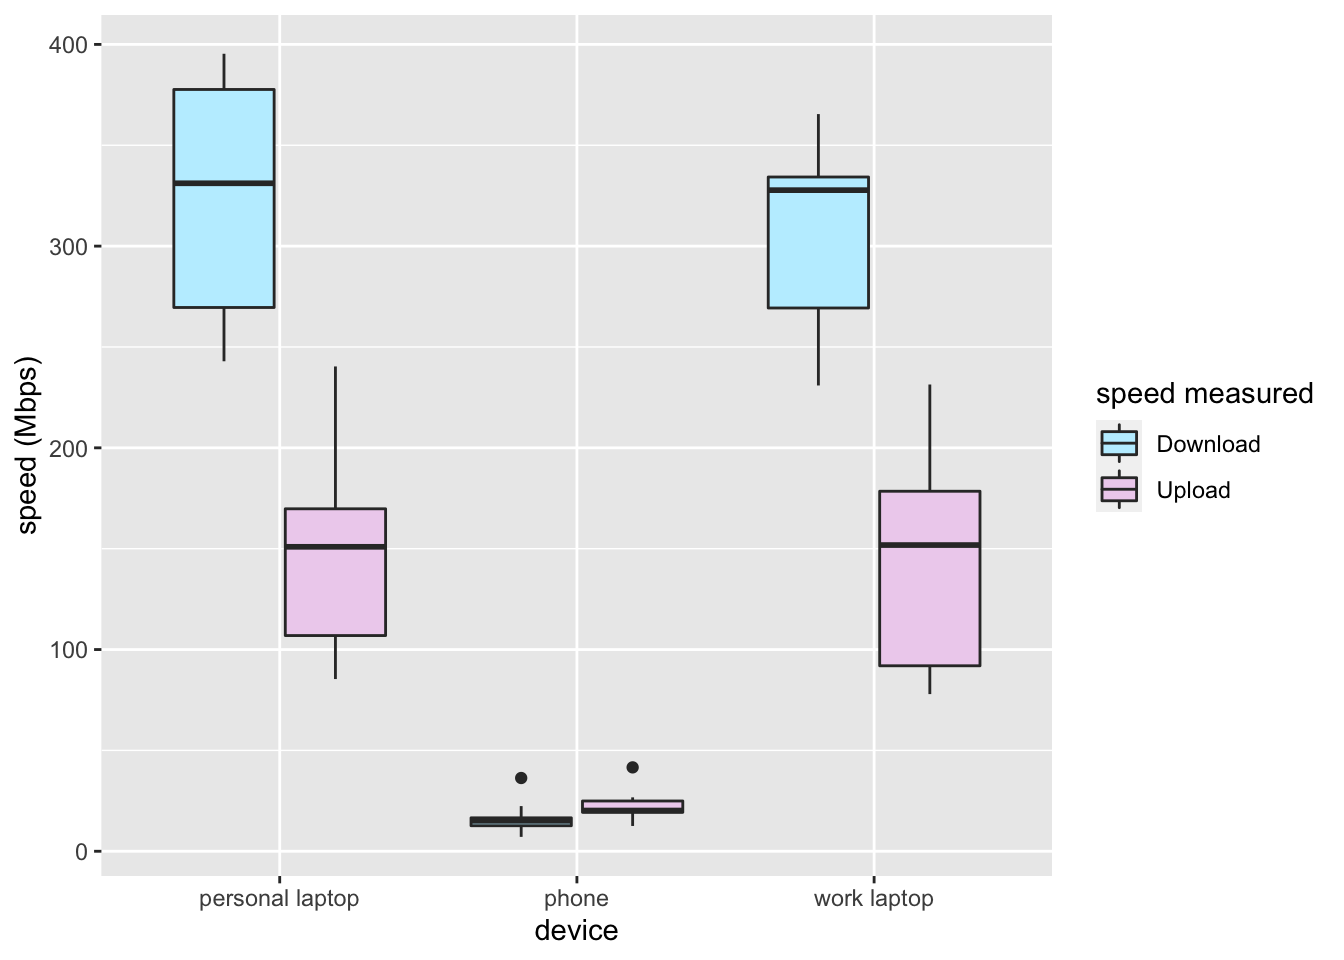 400
300
200
100
0
speed (Mbps)
personal laptop
phone
work laptop
device
speed measured
Download
Upload